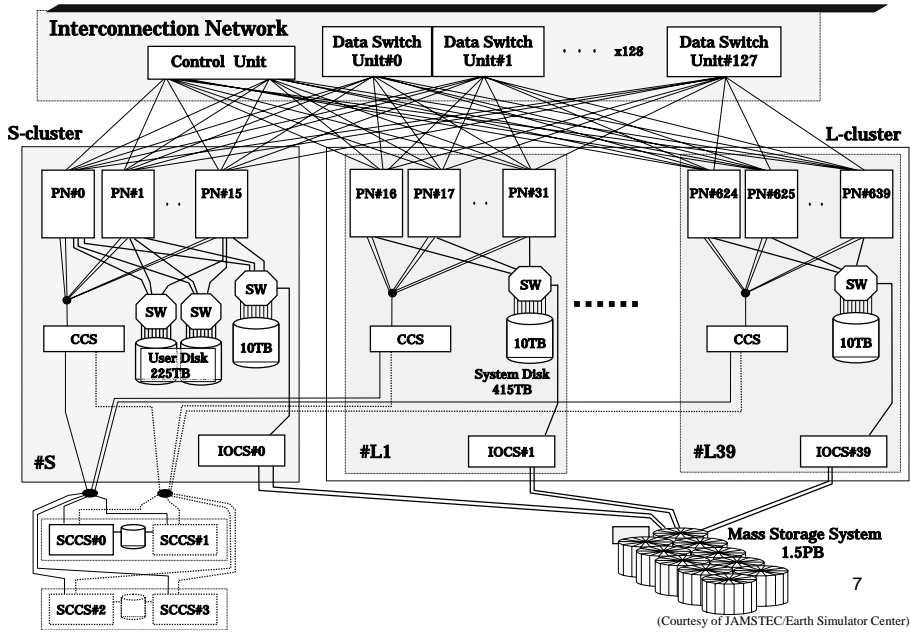 Interconnection Network
Control Unit
Data Switch
Unit#0
Data Switch
Unit#1
· · · x128
Data Switch
Unit#127
S-cluster
L-cluster
PN#0
PN#1
. .
PN#15
PN#16
PN#17
. .
PN#31
PN#624
PN#625
. .
PN#639
SW
SW
SW
SW
SW
CCS
User Disk
225TB
10TB
CCS
10TB
System Disk
415TB
CCS
10TB
#S
IOCS#0
#L1
IOCS#1
#L39
IOCS#39
SCCS#0
SCCS#1
SCCS#2
SCCS#3
Mass Storage System
1.5PB
7
(Courtesy of JAMSTEC/Earth Simulator Center)